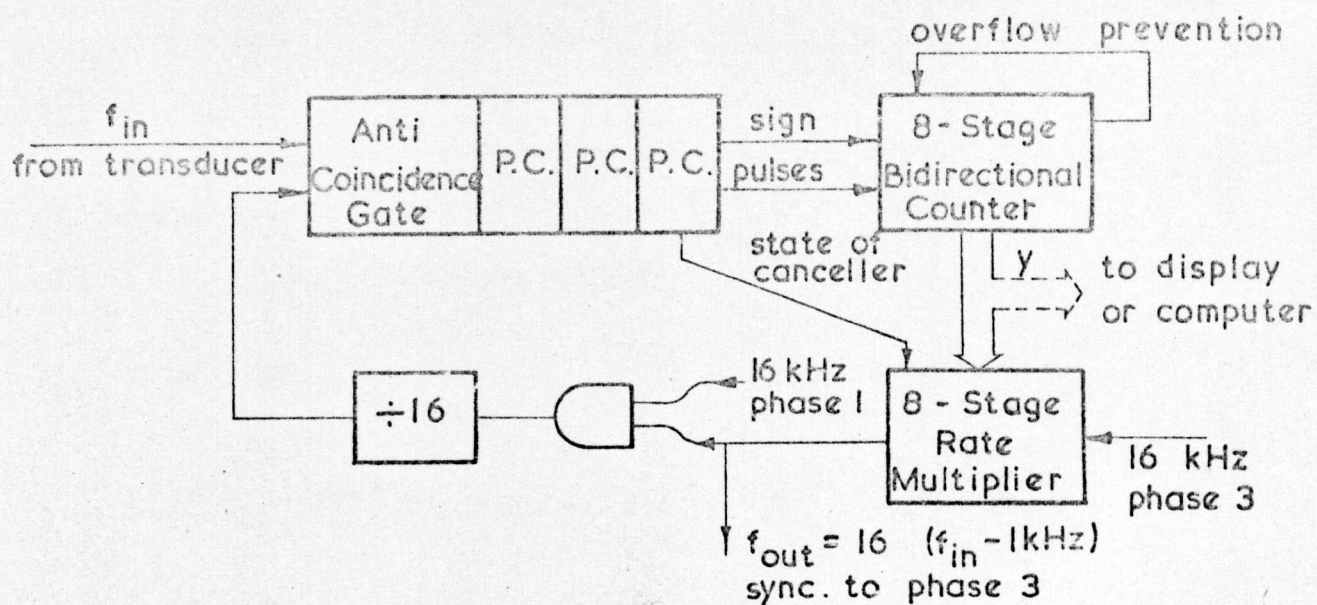 overflow prevention
f_in
from transducer
Anti
Coincidence
Gate
P.C.
P.C.
P.C.
sign
pulses
8-Stage
Bidirectional
Counter
state of
canceller
y
to display
or computer
÷16
16 kHz
phase 1
8 - Stage
Rate
Multiplier
16 kHz
phase 3
f_out = 16 (f_in - 1kHz)
sync. to phase 3